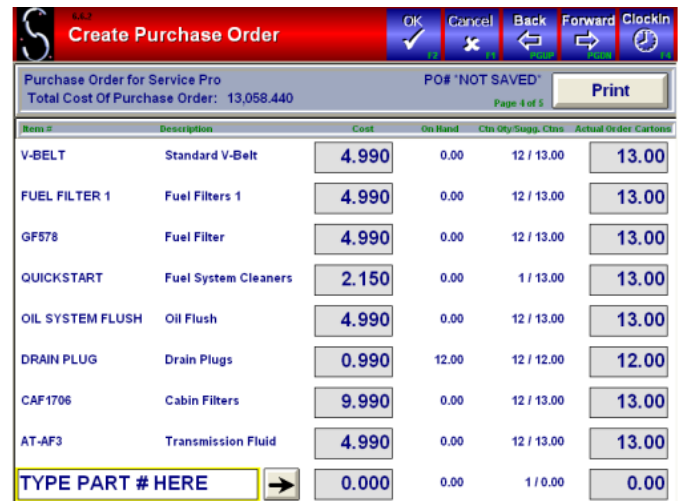 6.6.2
Create Purchase Order
OK Cancel Back Forward ClockIn
F2 F1 PGUP PGDN F4
Purchase Order for Service Pro PO# "NOT SAVED"
Total Cost Of Purchase Order: 13,058.440 Page 4 of 5 Print
Item # Description Cost On Hand Ctn Qty/Sugg. Ctns Actual Order Cartons
V-BELT Standard V-Belt 4.990 0.00 12 / 13.00 13.00
FUEL FILTER 1 Fuel Filters 1 4.990 0.00 12 / 13.00 13.00
GF578 Fuel Filter 4.990 0.00 12 / 13.00 13.00
QUICKSTART Fuel System Cleaners 2.150 0.00 1 / 13.00 13.00
OIL SYSTEM FLUSH Oil Flush 4.990 0.00 12 / 13.00 13.00
DRAIN PLUG Drain Plugs 0.990 12.00 12 / 12.00 12.00
CAF1706 Cabin Filters 9.990 0.00 12 / 13.00 13.00
AT-AF3 Transmission Fluid 4.990 0.00 12 / 13.00 13.00
TYPE PART # HERE 0.000 0.00 1 / 0.00 0.00